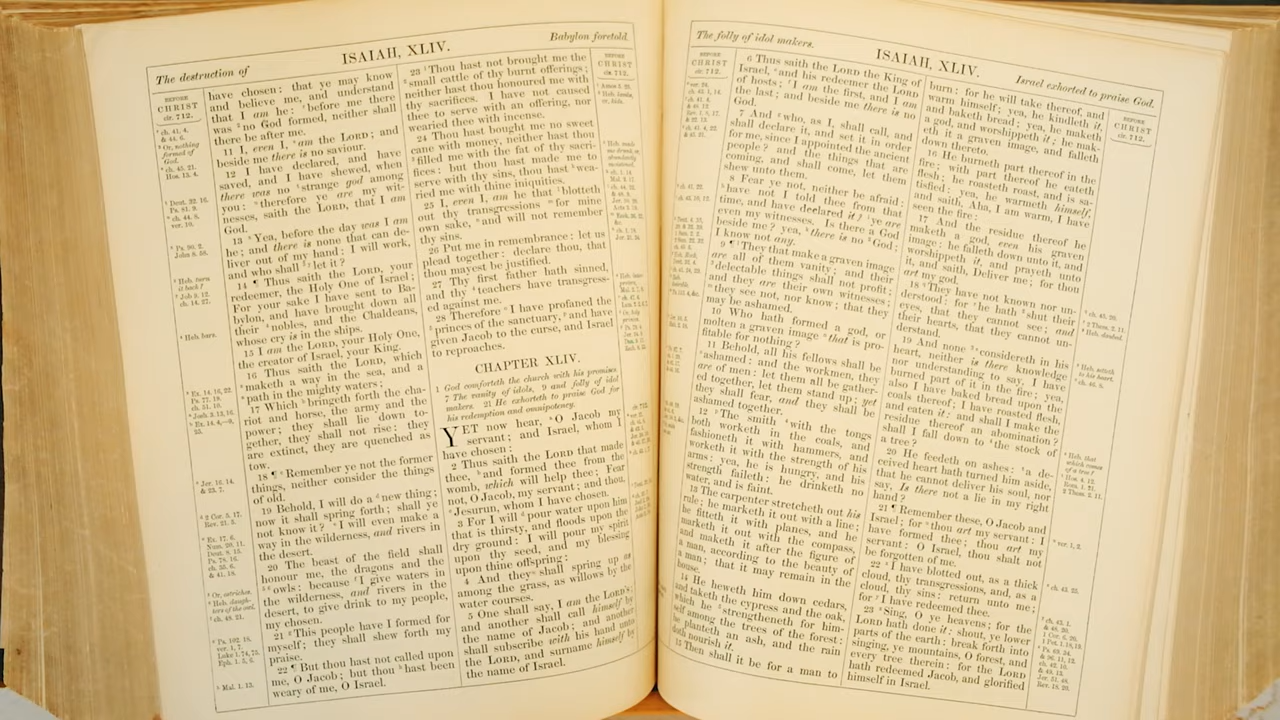 The destruction of
ISAIAH, XLIV.
Babylon foretold.
BEFORE
CHRIST
cir. 712.
have chosen: that ye may know
and believe me, and understand
that I am he: before me there
was no God formed, neither shall
there be after me.
11 I, even I, am the LORD; and
beside me there is no saviour.
12 I have declared, and have
saved, and I have shewed, when
there was no strange god among
you: therefore ye are my wit-
nesses, saith the LORD, that I am
God.
13 Yea, before the day was I am
he; and there is none that can de-
liver out of my hand: I will work,
and who shall let it?
14 ¶ Thus saith the LORD, your
redeemer, the Holy One of Israel;
For your sake I have sent to Ba-
bylon, and have brought down all
their nobles, and the Chaldeans,
whose cry is in the ships.
15 I am the LORD, your Holy One,
the creator of Israel, your King.
16 Thus saith the LORD, which
maketh a way in the sea, and a
path in the mighty waters;
17 Which bringeth forth the cha-
riot and horse, the army and the
power; they shall lie down to-
gether, they shall not rise: they
are extinct, they are quenched as
tow.
18 ¶ Remember ye not the former
things, neither consider the things
of old.
19 Behold, I will do a new thing;
now it shall spring forth; shall ye
not know it? I will even make a
way in the wilderness, and rivers in
the desert.
20 The beast of the field shall
honour me, the dragons and the
owls: because I give waters in
the wilderness, and rivers in the
desert, to give drink to my people,
my chosen.
21 This people have I formed for
myself; they shall shew forth my
praise.
22 ¶ But thou hast not called upon
me, O Jacob; but thou hast been
weary of me, O Israel.
23 Thou hast not brought me the
small cattle of thy burnt offerings;
neither hast thou honoured me with
thy sacrifices. I have not caused
thee to serve with an offering, nor
wearied thee with incense.
24 Thou hast bought me no sweet
cane with money, neither hast thou
filled me with the fat of thy sacri-
fices: but thou hast made me to
serve with thy sins, thou hast wea-
ried me with thine iniquities.
25 I, even I, am he that blotteth
out thy transgressions for mine
own sake, and will not remember
thy sins.
26 Put me in remembrance: let us
plead together: declare thou, that
thou mayest be justified.
27 Thy first father hath sinned,
and thy teachers have transgress-
ed against me.
28 Therefore I have profaned the
princes of the sanctuary, and have
given Jacob to the curse, and Israel
to reproaches.
CHAPTER XLIV.
1 God comforteth the church with his promises.
7 The vanity of idols, 9 and folly of idol
makers. 21 He exhorteth to praise God for
his redemption and omnipotency.
YET now hear, O Jacob my
servant; and Israel, whom I
have chosen:
2 Thus saith the LORD that made
thee, and formed thee from the
womb, which will help thee; Fear
not, O Jacob, my servant; and thou,
Jesurun, whom I have chosen.
3 For I will pour water upon him
that is thirsty, and floods upon the
dry ground: I will pour my spirit
upon thy seed, and my blessing
upon thine offspring:
4 And they shall spring up as
among the grass, as willows by the
water courses.
5 One shall say, I am the LORD'S;
and another shall call himself by
the name of Jacob; and another
shall subscribe with his hand unto
the LORD, and surname himself by
the name of Israel.
BEFORE
CHRIST
cir. 712.
The folly of idol makers.
ISAIAH, XLIV.
Israel exhorted to praise God.
BEFORE
CHRIST
cir. 712.
6 Thus saith the LORD the King of
Israel, and his redeemer the LORD
of hosts; I am the first, and I am
the last; and beside me there is no
God.
7 And who, as I, shall call, and
shall declare it, and set it in order
for me, since I appointed the ancient
people? and the things that are
coming, and shall come, let them
shew unto them.
8 Fear ye not, neither be afraid:
have not I told thee from that
time, and have declared it? ye are
even my witnesses. Is there a God
beside me? yea, there is no God;
I know not any.
9 ¶ They that make a graven image
are all of them vanity; and their
delectable things shall not profit;
and they are their own witnesses;
they see not, nor know; that they
may be ashamed.
10 Who hath formed a god, or
molten a graven image that is pro-
fitable for nothing?
11 Behold, all his fellows shall be
ashamed: and the workmen, they
are of men: let them all be gather-
ed together, let them stand up; yet
they shall fear, and they shall be
ashamed together.
12 The smith with the tongs
both worketh in the coals, and
fashioneth it with hammers, and
worketh it with the strength of his
arms: yea, he is hungry, and his
strength faileth: he drinketh no
water, and is faint.
13 The carpenter stretcheth out his
rule; he marketh it out with a line;
he fitteth it with planes, and he
marketh it out with the compass,
and maketh it after the figure of
a man, according to the beauty of
a man; that it may remain in the
house.
14 He heweth him down cedars,
and taketh the cypress and the oak,
which he strengtheneth for him-
self among the trees of the forest:
he planteth an ash, and the rain
doth nourish it.
15 Then shall it be for a man to
burn: for he will take thereof, and
warm himself; yea, he kindleth it,
and baketh bread; yea, he maketh
a god, and worshippeth it; he mak-
eth it a graven image, and falleth
down thereto.
16 He burneth part thereof in the
fire; with part thereof he eateth
flesh; he roasteth roast, and is sa-
tisfied: yea, he warmeth himself,
and saith, Aha, I am warm, I have
seen the fire:
17 And the residue thereof he
maketh a god, even his graven
image: he falleth down unto it, and
worshippeth it, and prayeth unto
it, and saith, Deliver me; for thou
art my god.
18 They have not known nor un-
derstood: for he hath shut their
eyes, that they cannot see; and
their hearts, that they cannot un-
derstand.
19 And none considereth in his
heart, neither is there knowledge
nor understanding to say, I have
burned part of it in the fire; yea,
also I have baked bread upon the
coals thereof; I have roasted flesh,
and eaten it: and shall I make the
residue thereof an abomination?
shall I fall down to the stock of
a tree?
20 He feedeth on ashes: a de-
ceived heart hath turned him aside,
that he cannot deliver his soul, nor
say, Is there not a lie in my right
hand?
21 ¶ Remember these, O Jacob and
Israel; for thou art my servant: I
have formed thee; thou art my
servant: O Israel, thou shalt not
be forgotten of me.
22 I have blotted out, as a thick
cloud, thy transgressions, and, as a
cloud, thy sins: return unto me;
for I have redeemed thee.
23 Sing, O ye heavens; for the
LORD hath done it: shout, ye lower
parts of the earth: break forth into
singing, ye mountains, O forest, and
every tree therein: for the LORD
hath redeemed Jacob, and glorified
himself in Israel.
BEFORE
CHRIST
cir. 712.